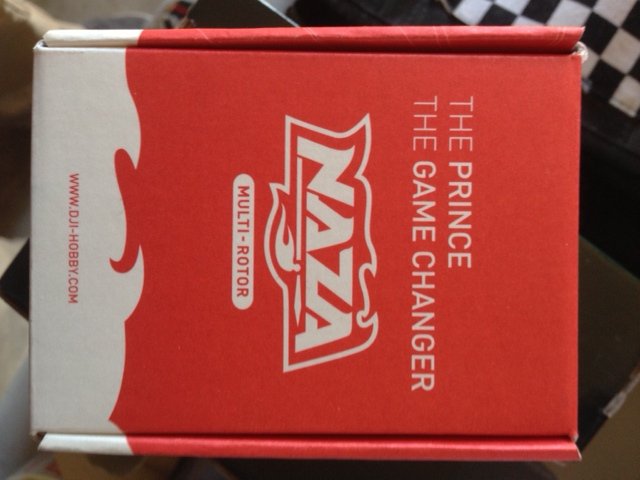 THE PRINCE
THE GAME CHANGER
NAZA
MULTI-ROTOR
WWW.DJI-HOBBY.COM